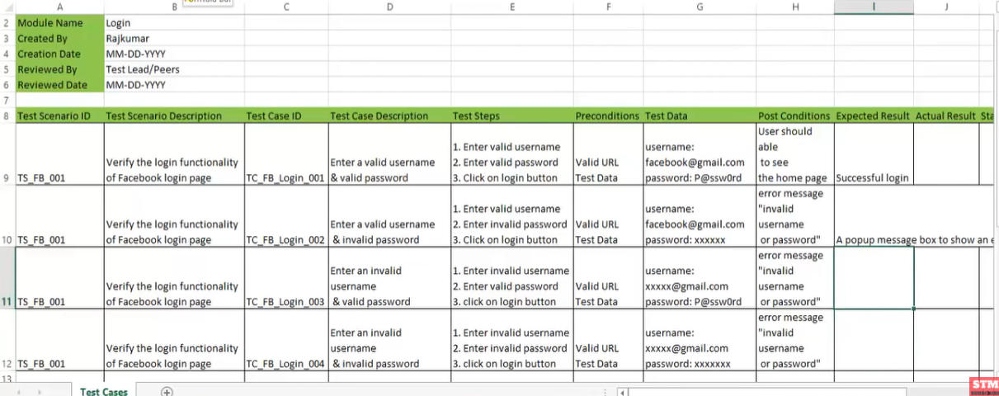 A B C D E F G H I J
2 Module Name Login
3 Created By Rajkumar
4 Creation Date MM-DD-YYYY
5 Reviewed By Test Lead/Peers
6 Reviewed Date MM-DD-YYYY
7
8 Test Scenario ID Test Scenario Description Test Case ID Test Case Description Test Steps Preconditions Test Data Post Conditions Expected Result Actual Result Sta
User should
1. Enter valid username username: able
Verify the login functionality Enter a valid username 2. Enter valid password Valid URL facebook@gmail.com to see
9 TS_FB_001 of Facebook login page TC_FB_Login_001 & valid password 3. Click on login button Test Data password: P@ssw0rd the home page Successful login
error message
1. Enter valid username username: "invalid
Verify the login functionality Enter a valid username 2. Enter invalid password Valid URL facebook@gmail.com username
10 TS_FB_001 of Facebook login page TC_FB_Login_002 & invalid password 3. Click on login button Test Data password: xxxxxx or password" A popup message box to show an e
error message
Enter an invalid 1. Enter invalid username username: "invalid
Verify the login functionality username 2. Enter valid password Valid URL xxxxx@gmail.com username
11 TS_FB_001 of Facebook login page TC_FB_Login_003 & valid password 3. click on login button Test Data password: P@ssw0rd or password"
error message
Enter an invalid 1. Enter invalid username username: "invalid
Verify the login functionality username 2. Enter invalid password Valid URL xxxxx@gmail.com username
12 TS_FB_001 of Facebook login page TC_FB_Login_004 & invalid password 3. click on login button Test Data password: xxxxxxx or password"
13
Test Cases
STM